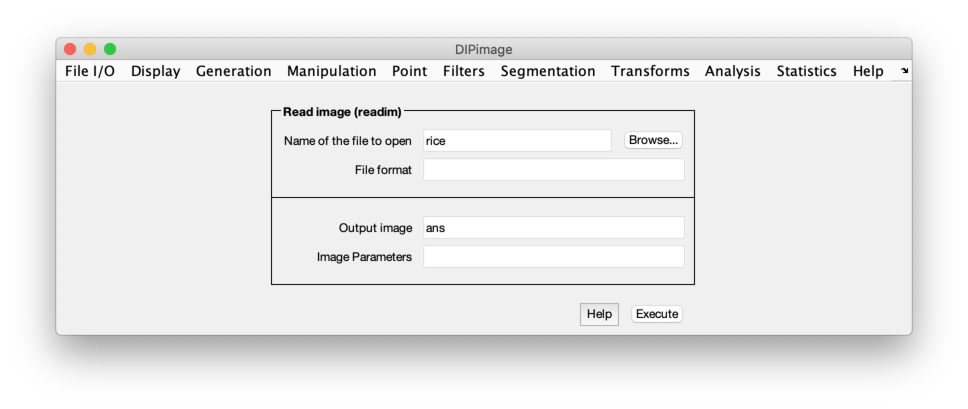 DIPimage
File I/O Display Generation Manipulation Point Filters Segmentation Transforms Analysis Statistics Help
Read image (readim)
Name of the file to open rice Browse...
File format
Output image ans
Image Parameters
Help Execute